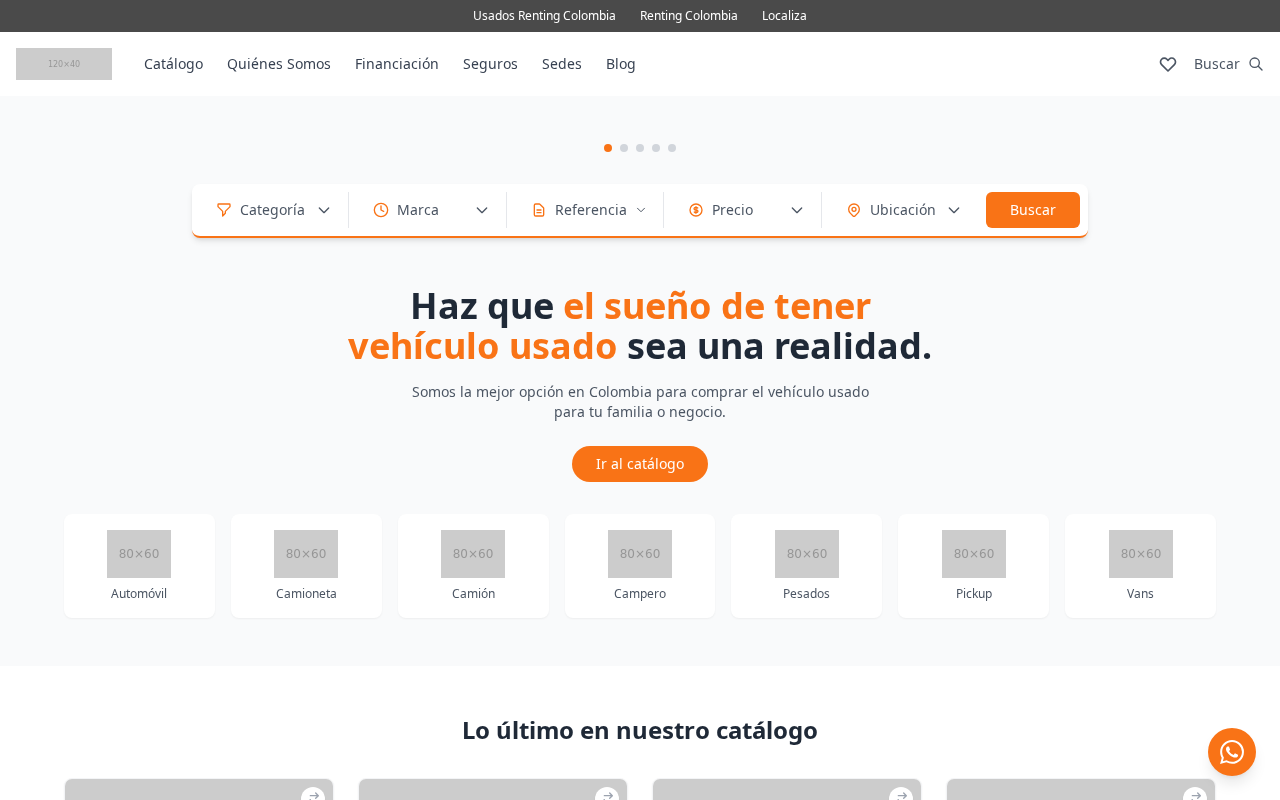 Usados Renting Colombia Renting Colombia Localiza
120×40 Catálogo Quiénes Somos Financiación Seguros Sedes Blog Buscar
Categoría Marca Referencia Precio Ubicación Buscar
Haz que el sueño de tener
vehículo usado sea una realidad.
Somos la mejor opción en Colombia para comprar el vehículo usado
para tu familia o negocio.
Ir al catálogo
80×60 80×60 80×60 80×60 80×60 80×60 80×60
Automóvil Camioneta Camión Campero Pesados Pickup Vans
Lo último en nuestro catálogo